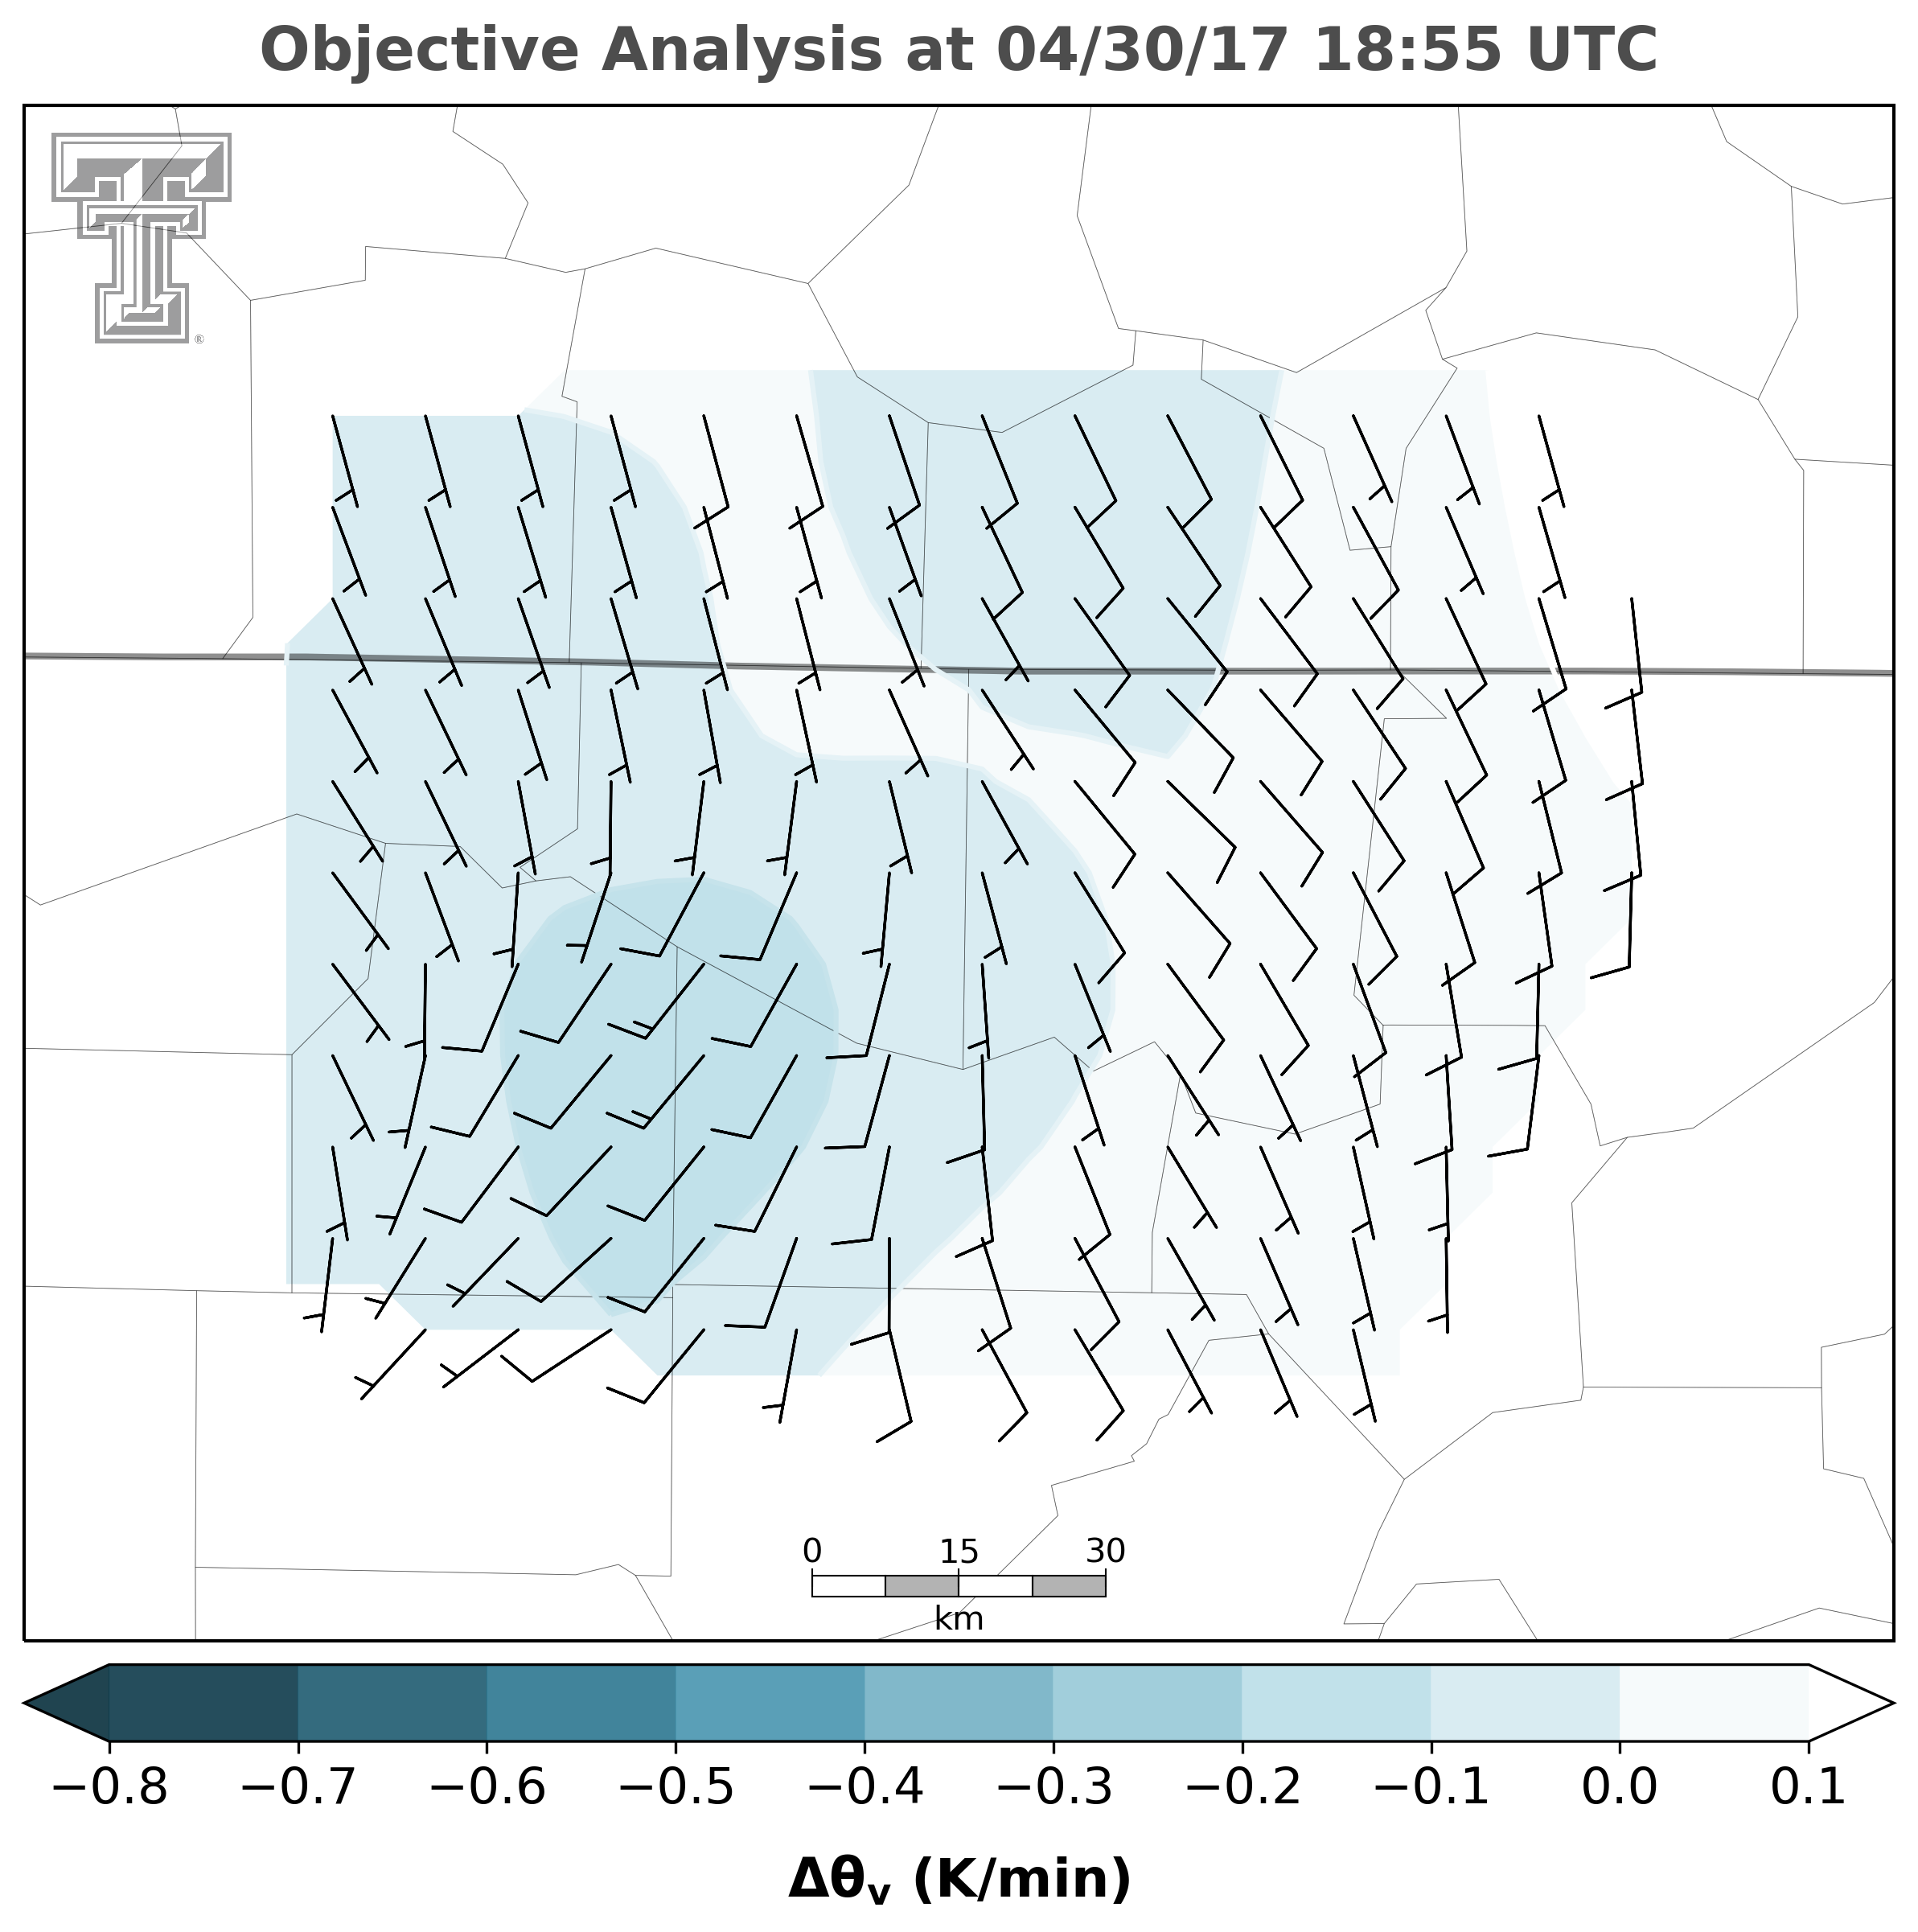 Objective Analysis at 04/30/17 18:55 UTC
®
0 15 30
km
−0.8 −0.7 −0.6 −0.5 −0.4 −0.3 −0.2 −0.1 0.0 0.1
Δθᵥ (K/min)